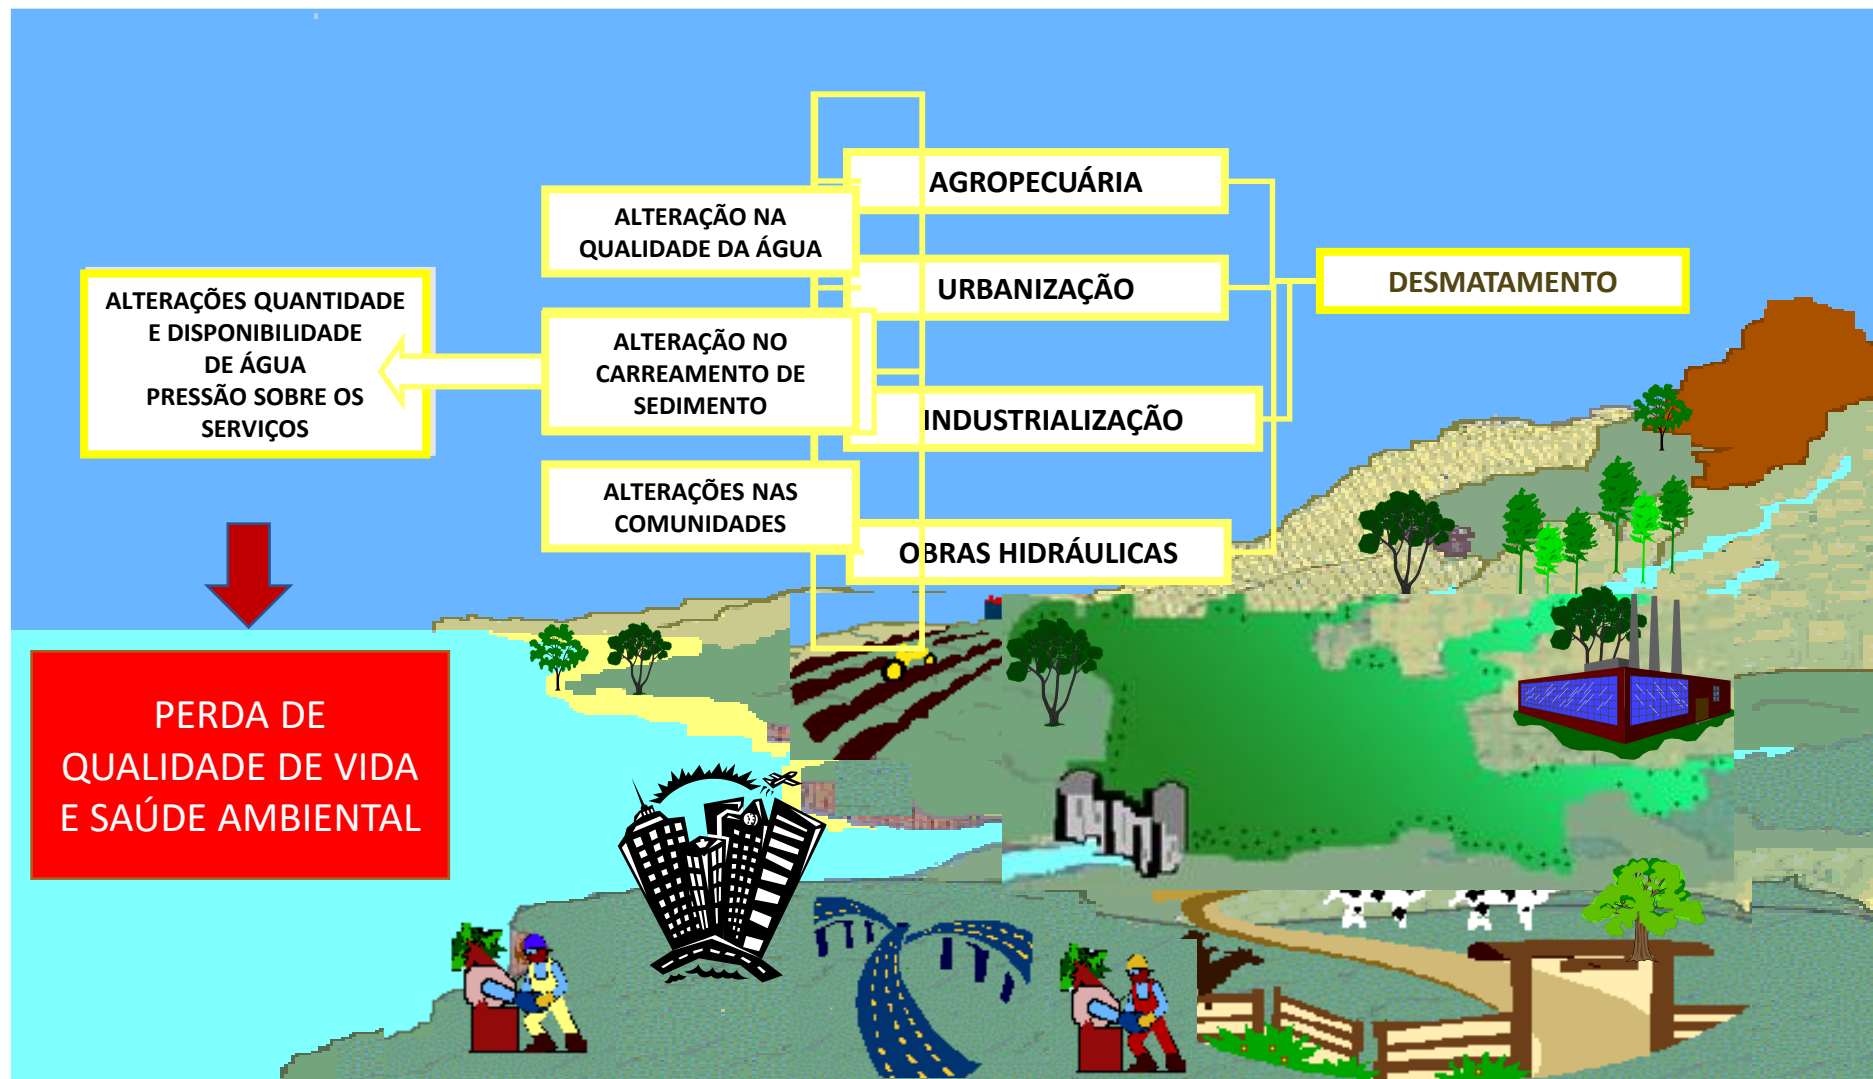 AGROPECUÁRIA
ALTERAÇÃO NA
QUALIDADE DA ÁGUA
URBANIZAÇÃO
DESMATAMENTO
ALTERAÇÕES QUANTIDADE
E DISPONIBILIDADE
DE ÁGUA
PRESSÃO SOBRE OS
SERVIÇOS
ALTERAÇÃO NO
CARREAMENTO DE
SEDIMENTO
INDUSTRIALIZAÇÃO
ALTERAÇÕES NAS
COMUNIDADES
OBRAS HIDRÁULICAS
PERDA DE
QUALIDADE DE VIDA
E SAÚDE AMBIENTAL